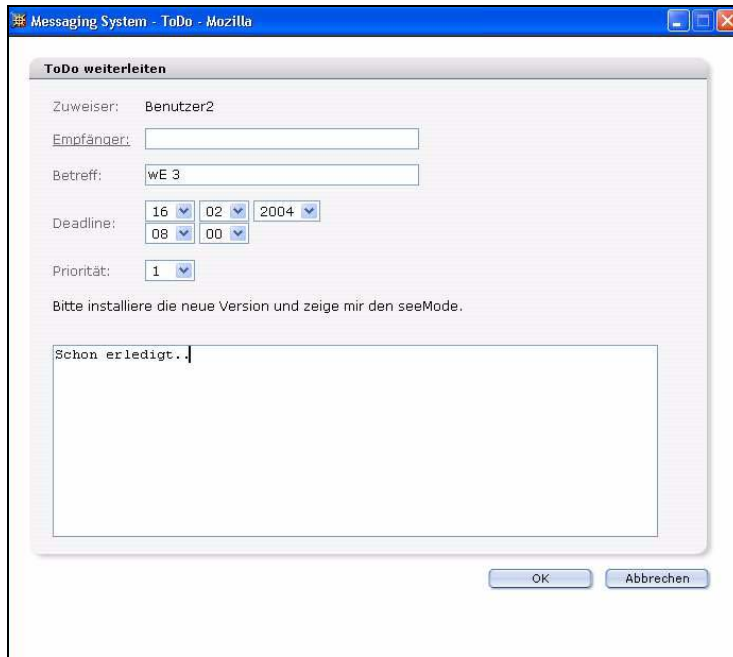 Messaging System - ToDo - Mozilla
ToDo weiterleiten
Zuweiser: Benutzer2
Empfänger:
Betreff: wE 3
Deadline: 16 02 2004
08 00
Priorität: 1
Bitte installiere die neue Version und zeige mir den seeMode.
Schon erledigt..
OK Abbrechen